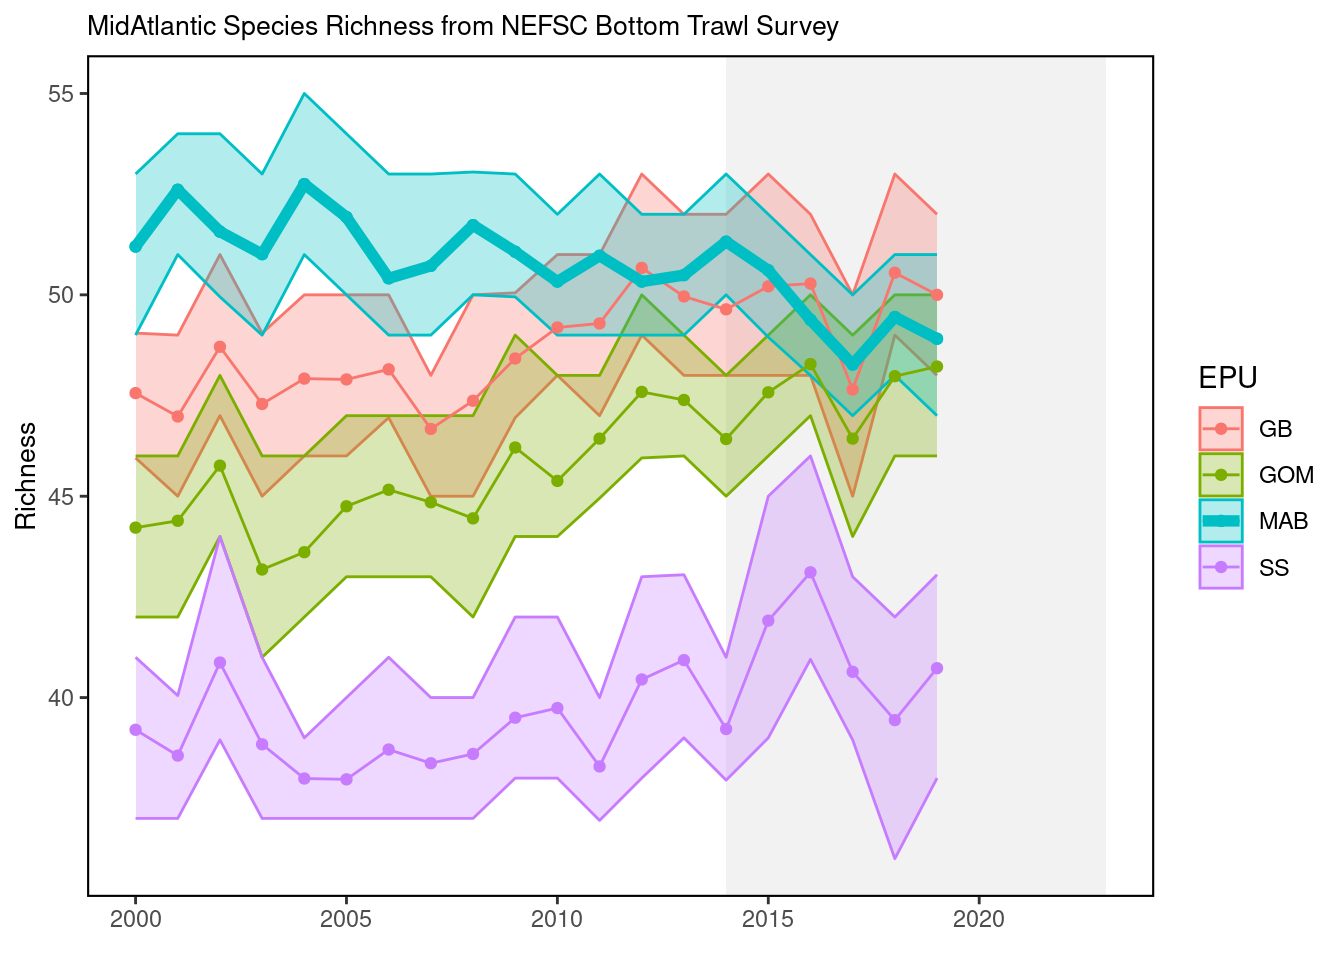 MidAtlantic Species Richness from NEFSC Bottom Trawl Survey
55
50
45
40
Richness
2000 2005 2010 2015 2020
EPU
GB
GOM
MAB
SS